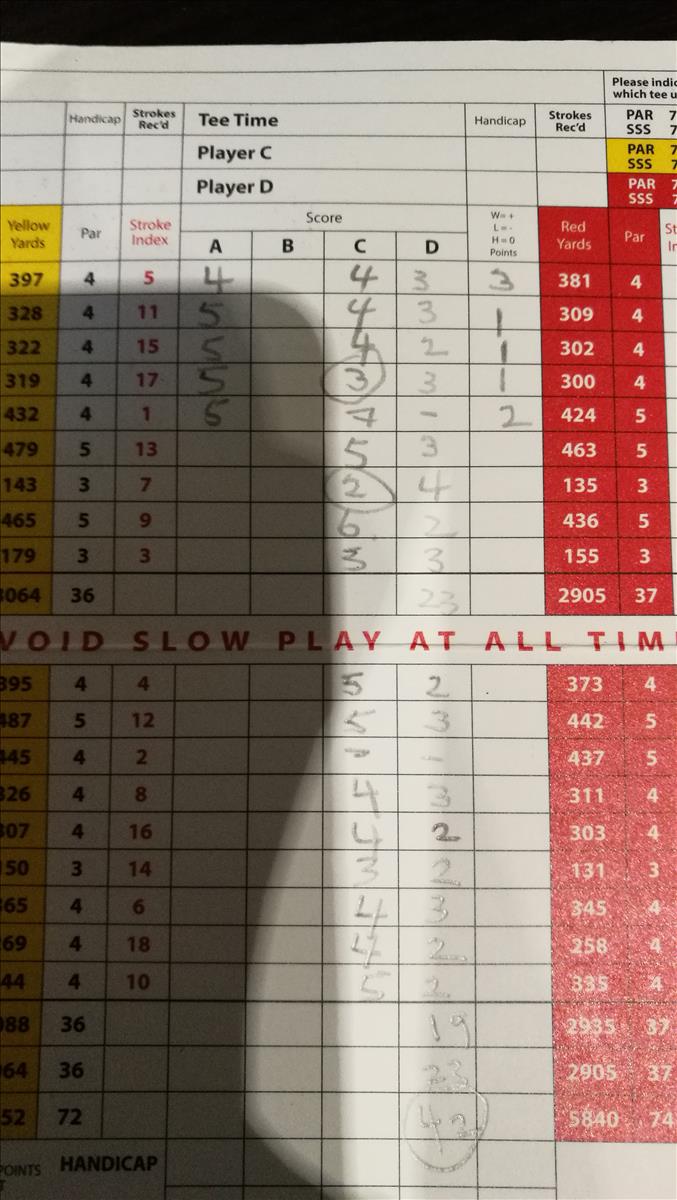 Please indic
which tee u
Handicap Strokes Rec'd Tee Time Handicap Strokes Rec'd PAR 7
SSS 7
Player C PAR 7
SSS 7
Player D PAR 7
SSS 7
Yellow Yards Par Stroke Index Score W= + L= - H= 0 Points Red Yards Par St
A B C D
397 4 5 4 4 3 3 381 4
328 4 11 5 4 3 1 309 4
322 4 15 5 4 2 1 302 4
319 4 17 5 3 3 1 300 4
432 4 1 6 7 - 2 424 5
479 5 13 5 3 463 5
143 3 7 2 4 135 3
465 5 9 6 2 436 5
179 3 3 3 3 155 3
3064 36 23 2905 37
VOID SLOW PLAY AT ALL TIM
395 4 4 5 2 373 4
487 5 12 5 3 442 5
445 4 2 - - 437 5
326 4 8 4 3 311 4
307 4 16 4 2 303 4
50 3 14 3 2 131 3
65 4 6 4 3 345 4
69 4 18 4 2 258 4
44 4 10 5 2 335 4
088 36 19 2935 37
64 36 23 2905 37
52 72 42 5840 74
POINTS HANDICAP